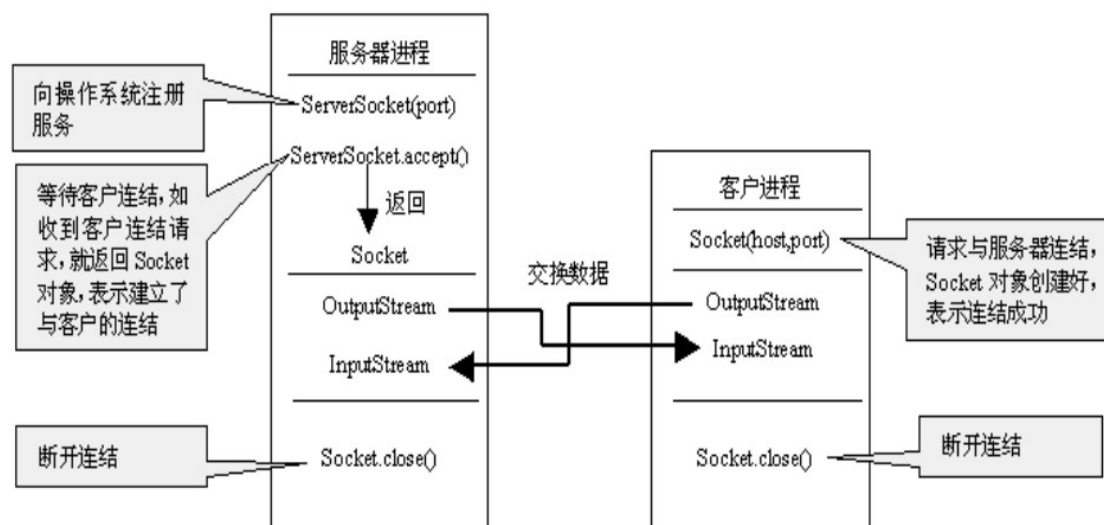 服务器进程
向操作系统注册
服务
ServerSocket(port)
ServerSocket.accept()
等待客户连结，如
收到客户连结请
求，就返回 Socket
对象，表示建立了
与客户的连结
返回
Socket
OutputStream
InputStream
Socket.close()
断开连结
交换数据
客户进程
Socket(host,port)
请求与服务器连结，
Socket 对象创建好，
表示连结成功
OutputStream
InputStream
Socket.close()
断开连结